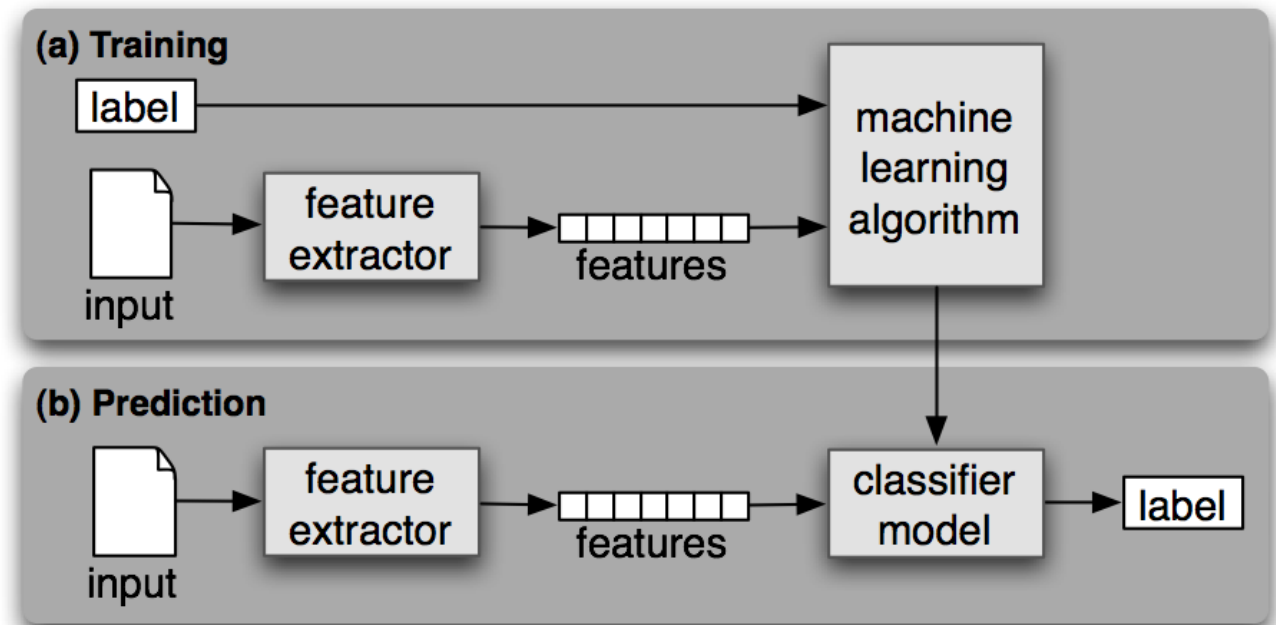 (a) Training
label
machine
learning
algorithm
feature
extractor
features
input
(b) Prediction
feature
extractor
features
classifier
model
label
input